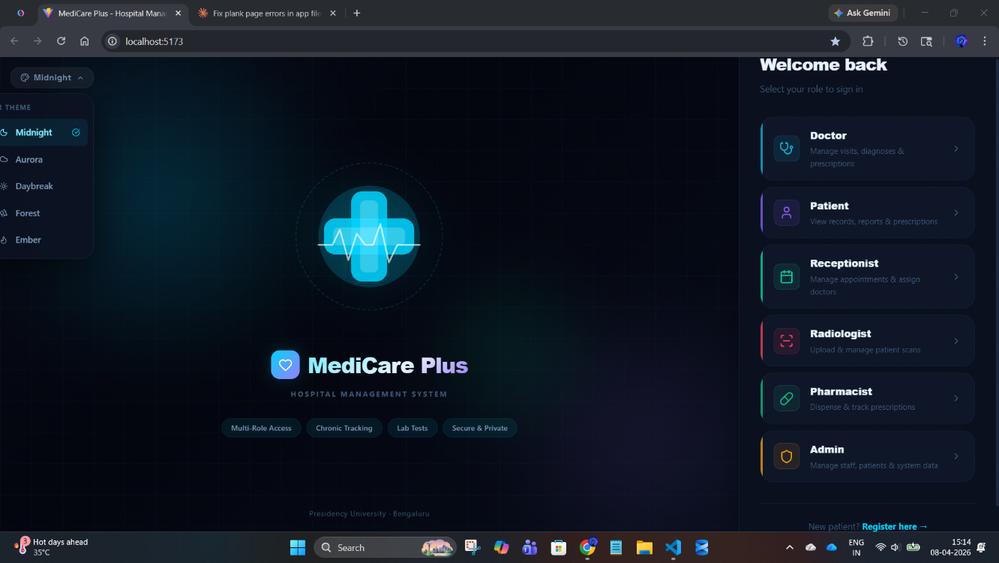 MediCare Plus - Hospital Mana
Fix plank page errors in app file
Ask Gemini
localhost:5173
Midnight
R THEME
Midnight
Aurora
Daybreak
Forest
Ember
MediCare Plus
HOSPITAL MANAGEMENT SYSTEM
Multi-Role Access
Chronic Tracking
Lab Tests
Secure & Private
Presidency University · Bengaluru
Welcome back
Select your role to sign in
Doctor
Manage visits, diagnoses &
prescriptions
Patient
View records, reports & prescriptions
Receptionist
Manage appointments & assign
doctors
Radiologist
Upload & manage patient scans
Pharmacist
Dispense & track prescriptions
Admin
Manage staff, patients & system data
New patient? Register here →
3
Hot days ahead
35°C
Search
ENG
IN
15:14
08-04-2026